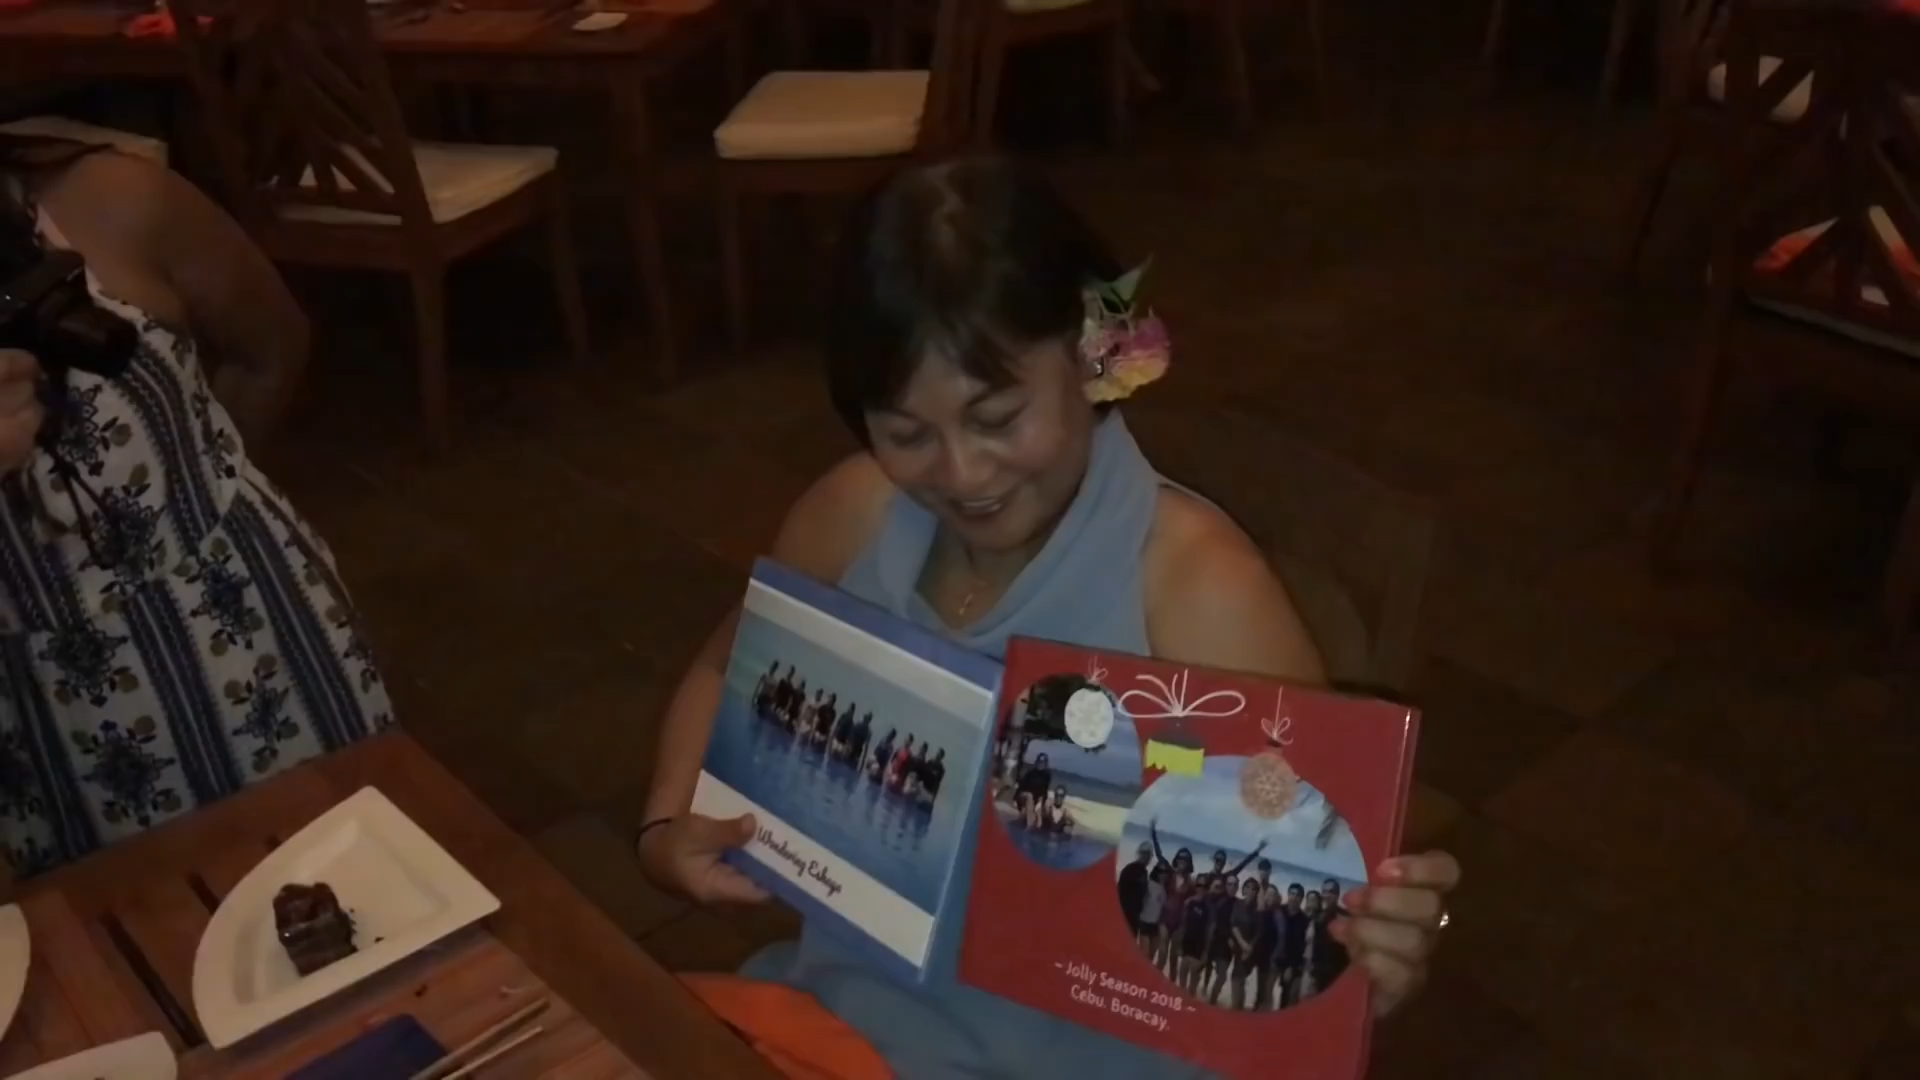 Wandering Eskaya
~ Jolly Season 2018 ~
Cebu. Boracay.